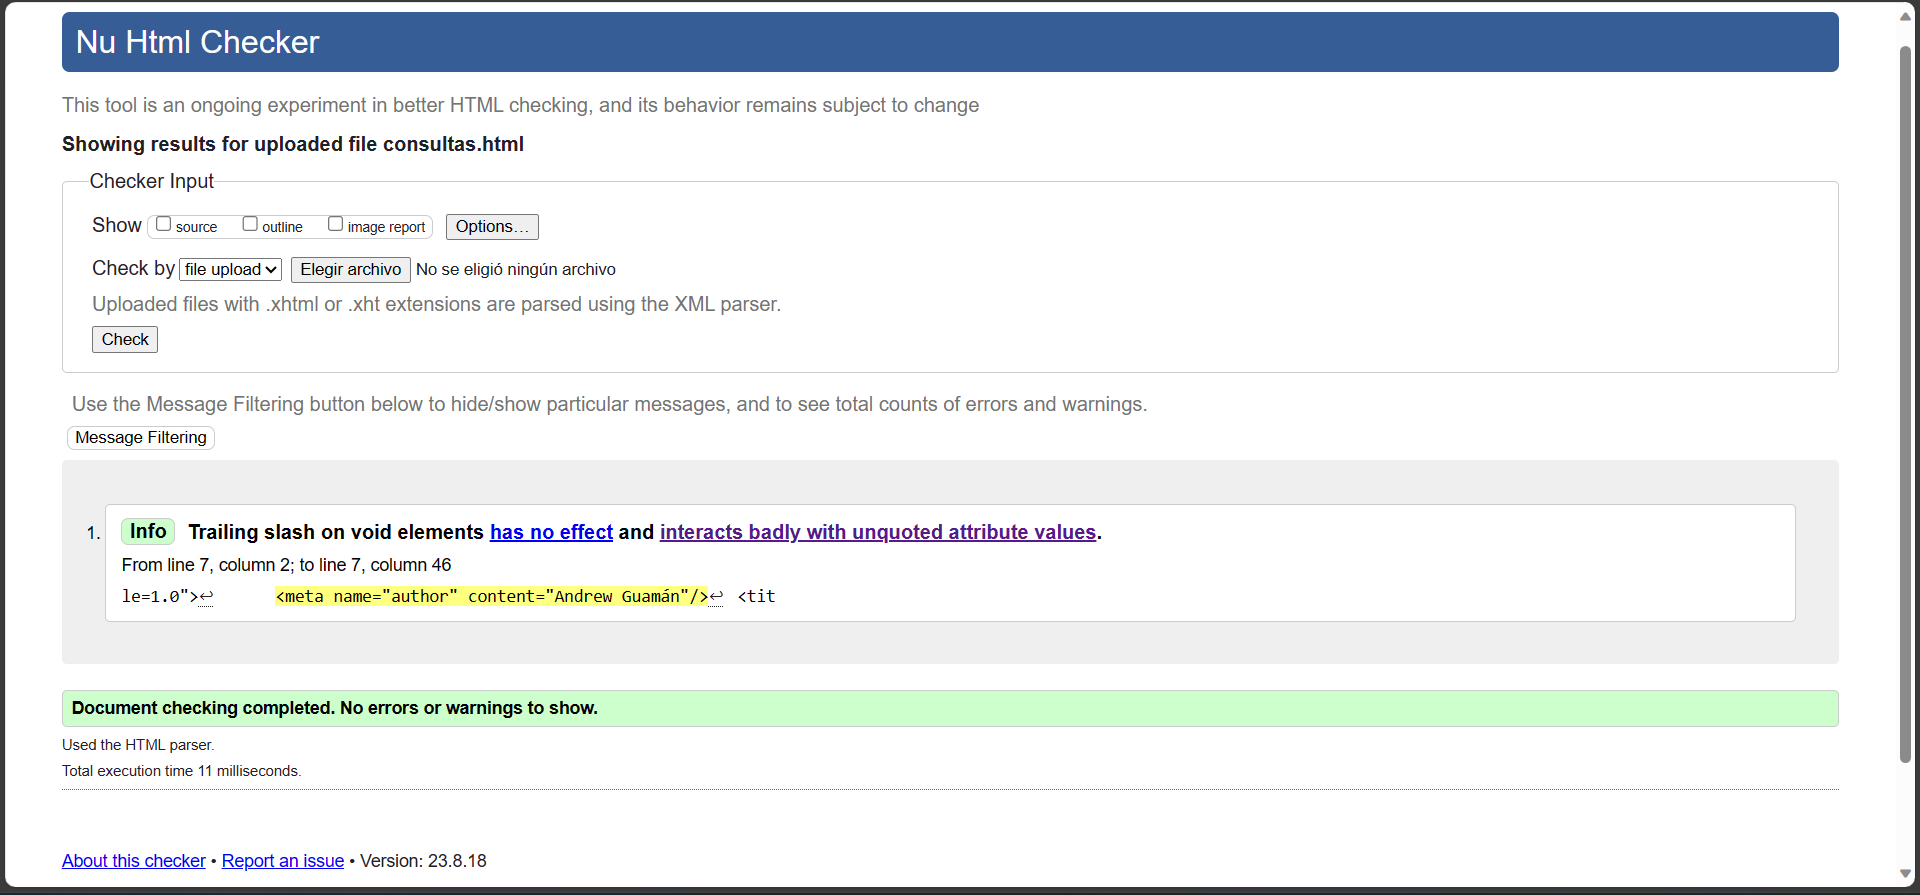 Nu Html Checker
This tool is an ongoing experiment in better HTML checking, and its behavior remains subject to change
Showing results for uploaded file consultas.html
Checker Input
Show source outline image report Options…
Check by file upload Elegir archivo No se eligió ningún archivo
Uploaded files with .xhtml or .xht extensions are parsed using the XML parser.
Check
Use the Message Filtering button below to hide/show particular messages, and to see total counts of errors and warnings.
Message Filtering
1. Info Trailing slash on void elements has no effect and interacts badly with unquoted attribute values.
From line 7, column 2; to line 7, column 46
le=1.0">↩ <meta name="author" content="Andrew Guamán"/>↩ <tit
Document checking completed. No errors or warnings to show.
Used the HTML parser.
Total execution time 11 milliseconds.
About this checker • Report an issue • Version: 23.8.18